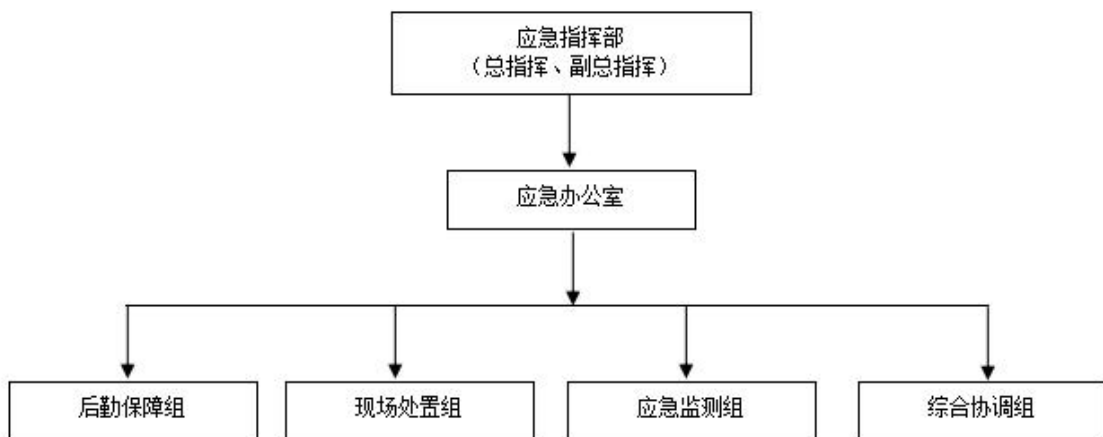 应急指挥部
（总指挥、副总指挥）
应急办公室
后勤保障组
现场处置组
应急监测组
综合协调组